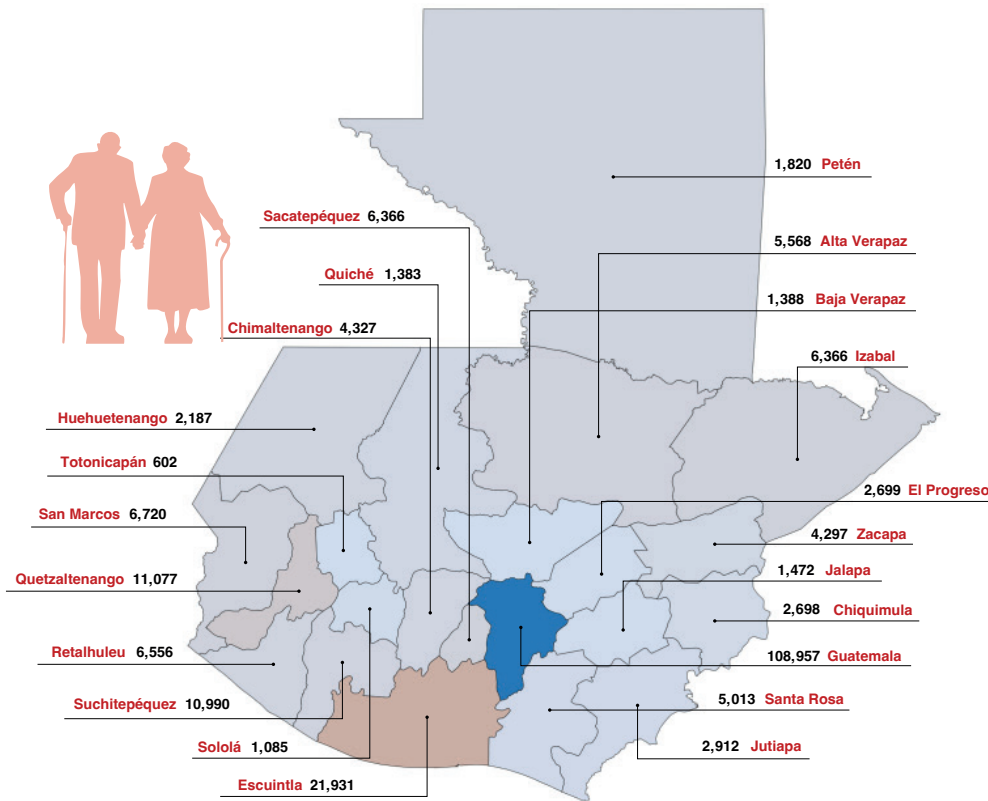 1,820 Petén
Sacatepéquez 6,366
5,568 Alta Verapaz
Quiché 1,383
1,388 Baja Verapaz
Chimaltenango 4,327
6,366 Izabal
Huehuetenango 2,187
Totonicapán 602
2,699 El Progreso
San Marcos 6,720
4,297 Zacapa
1,472 Jalapa
Quetzaltenango 11,077
2,698 Chiquimula
Retalhuleu 6,556
108,957 Guatemala
Suchitepéquez 10,990
5,013 Santa Rosa
Sololá 1,085
2,912 Jutiapa
Escuintla 21,931